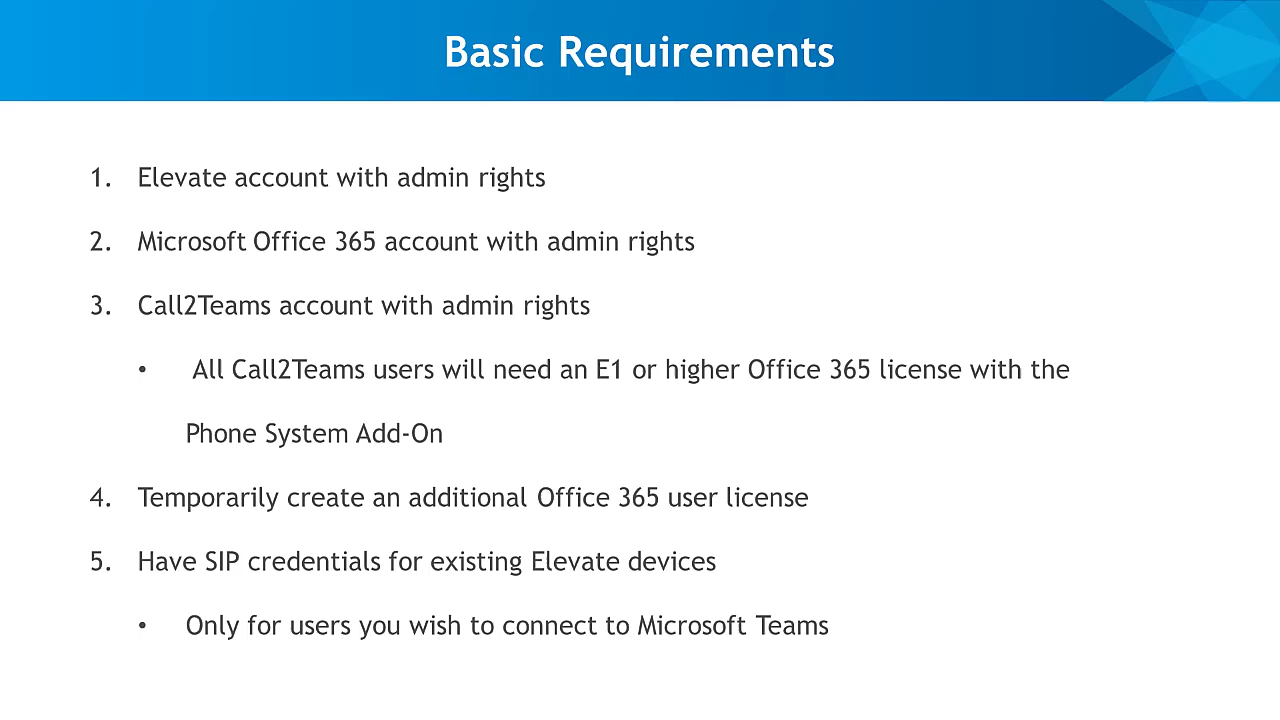 Basic Requirements
1. Elevate account with admin rights
2. Microsoft Office 365 account with admin rights
3. Call2Teams account with admin rights
• All Call2Teams users will need an E1 or higher Office 365 license with the
Phone System Add-On
4. Temporarily create an additional Office 365 user license
5. Have SIP credentials for existing Elevate devices
• Only for users you wish to connect to Microsoft Teams